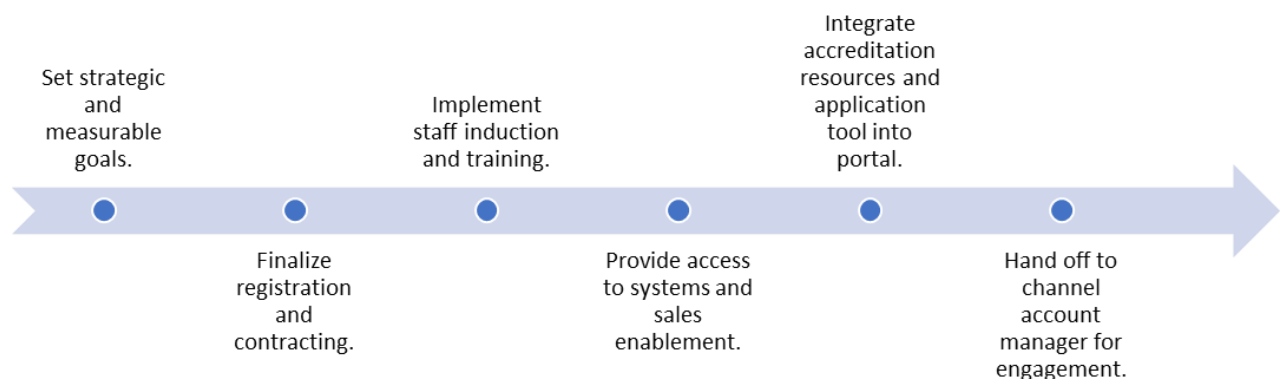 Set strategic
and
measurable
goals.
Finalize
registration
and
contracting.
Implement
staff induction
and training.
Provide access
to systems and
sales
enablement.
Integrate
accreditation
resources and
application
tool into
portal.
Hand off to
channel
account
manager for
engagement.